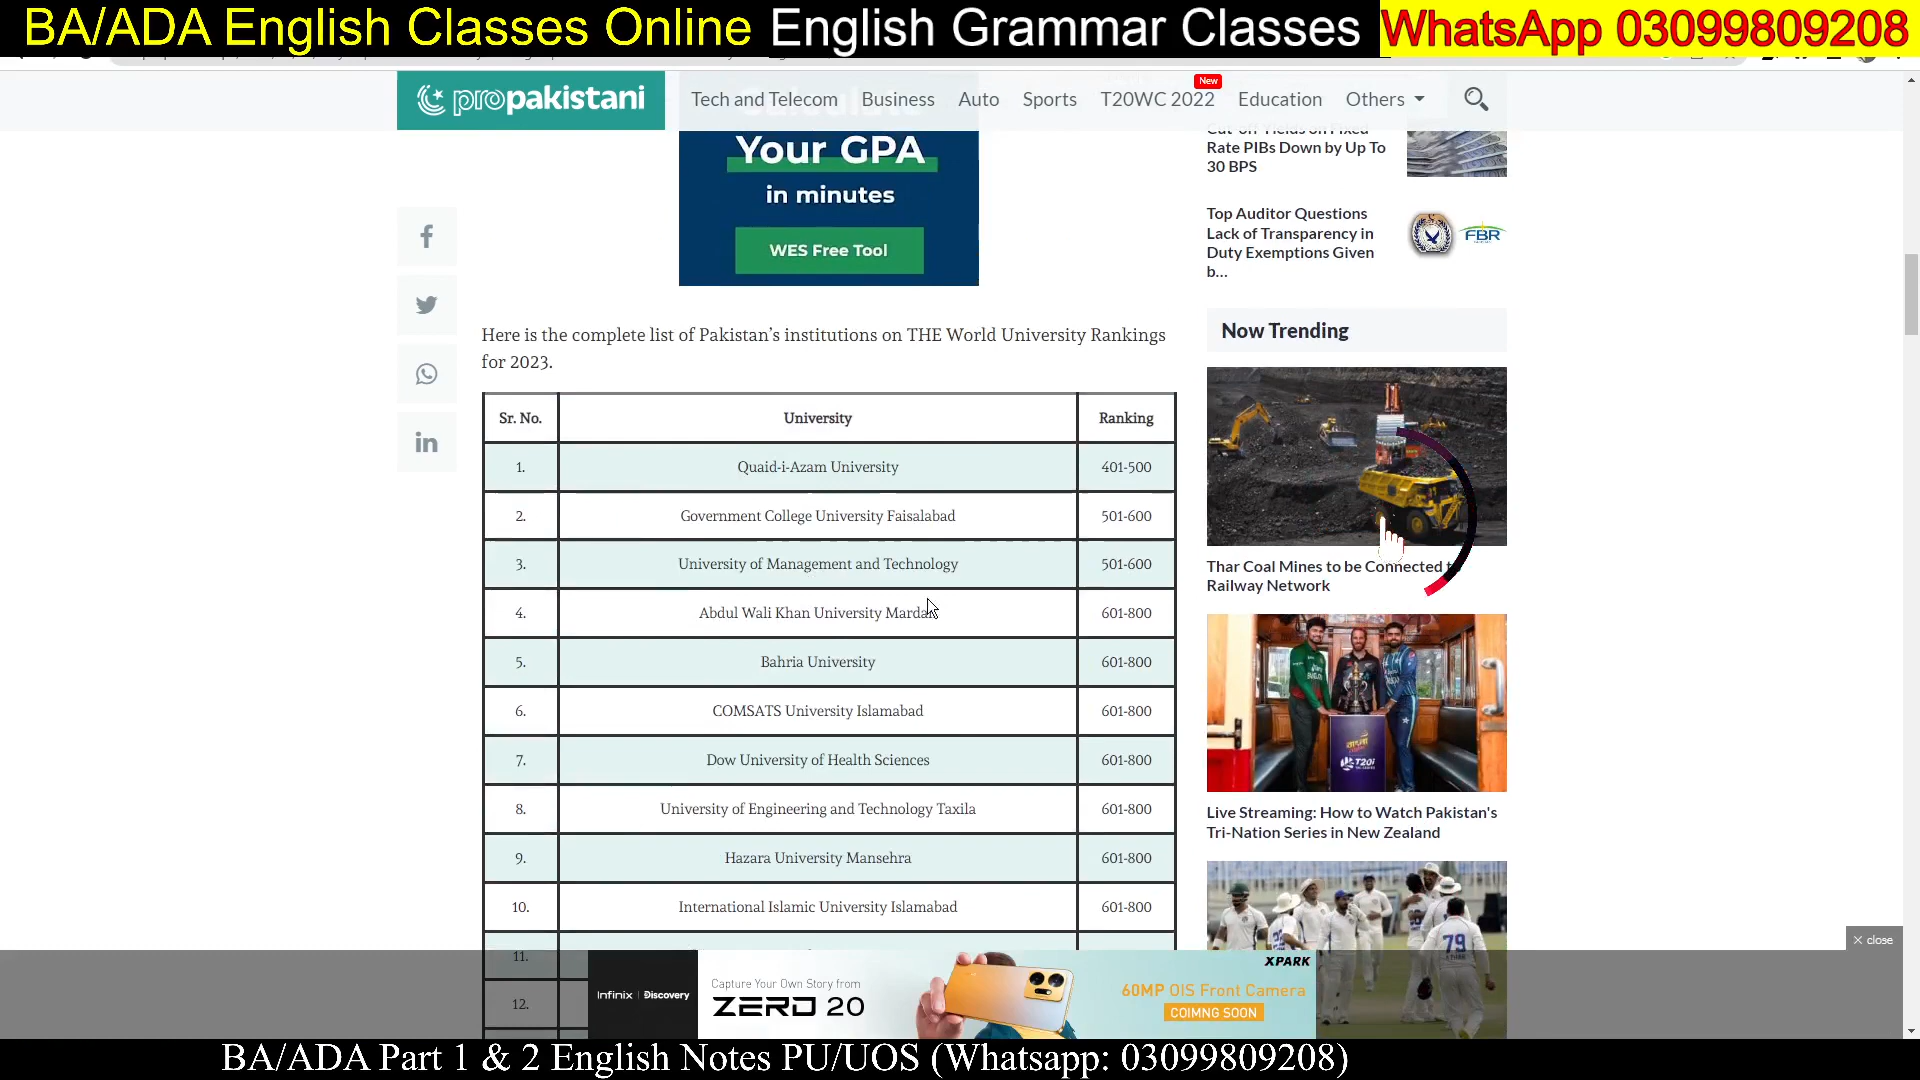 BA/ADA English Classes Online English Grammar Classes WhatsApp 03099809208
propakistani
Tech and Telecom Business Auto Sports T20WC 2022 New Education Others
Your GPA
in minutes
WES Free Tool
Rate PIBs Down by Up To
30 BPS
Top Auditor Questions
Lack of Transparency in
Duty Exemptions Given
b...
FBR
Here is the complete list of Pakistan's institutions on THE World University Rankings
for 2023.
Sr. No. University Ranking
1. Quaid-i-Azam University 401-500
2. Government College University Faisalabad 501-600
3. University of Management and Technology 501-600
4. Abdul Wali Khan University Mardan 601-800
5. Bahria University 601-800
6. COMSATS University Islamabad 601-800
7. Dow University of Health Sciences 601-800
8. University of Engineering and Technology Taxila 601-800
9. Hazara University Mansehra 601-800
10. International Islamic University Islamabad 601-800
11.
12.
Now Trending
Thar Coal Mines to be Connected to
Railway Network
T20i
Live Streaming: How to Watch Pakistan's
Tri-Nation Series in New Zealand
79
× close
Infinix | Discovery
Capture Your Own Story from
ZERO 20
XPARK
60MP OIS Front Camera
COIMNG SOON
BA/ADA Part 1 & 2 English Notes PU/UOS (Whatsapp: 03099809208)